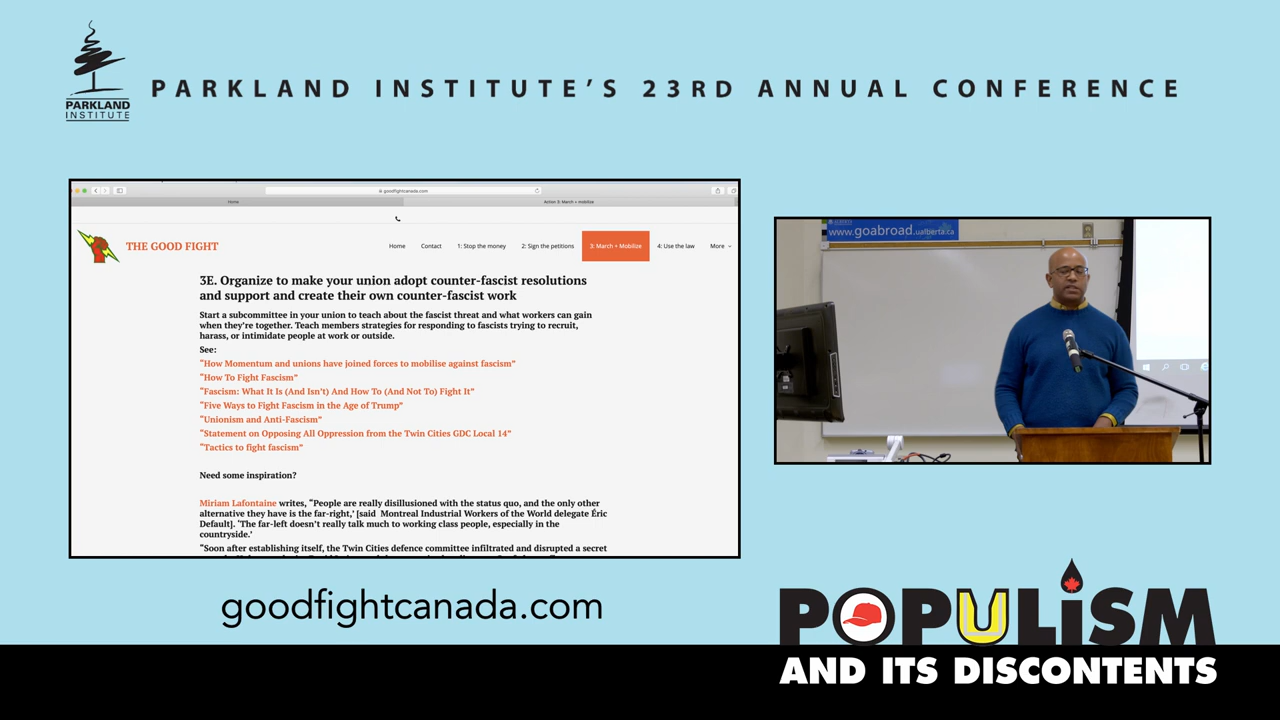 PARKLAND
INSTITUTE
PARKLAND INSTITUTE'S 23RD ANNUAL CONFERENCE
goodfightcanada.com
Home
Action 3: March + mobilize
THE GOOD FIGHT
Home Contact 1: Stop the money 2: Sign the petitions 3: March + Mobilize 4: Use the law More
3E. Organize to make your union adopt counter-fascist resolutions
and support and create their own counter-fascist work
Start a subcommittee in your union to teach about the fascist threat and what workers can gain
when they're together. Teach members strategies for responding to fascists trying to recruit,
harass, or intimidate people at work or outside.
See:
"How Momentum and unions have joined forces to mobilise against fascism"
"How To Fight Fascism"
"Fascism: What It Is (And Isn't) And How To (And Not To) Fight It"
"Five Ways to Fight Fascism in the Age of Trump"
"Unionism and Anti-Fascism"
"Statement on Opposing All Oppression from the Twin Cities GDC Local 14"
"Tactics to fight fascism"
Need some inspiration?
Miriam Lafontaine writes, "People are really disillusioned with the status quo, and the only other
alternative they have is the far-right,' [said Montreal Industrial Workers of the World delegate Éric
Default]. 'The far-left doesn't really talk much to working class people, especially in the
countryside.'
"Soon after establishing itself, the Twin Cities defence committee infiltrated and disrupted a secret
www.goabroad.ualberta.ca
goodfightcanada.com
POPULiSM
AND ITS DISCONTENTS